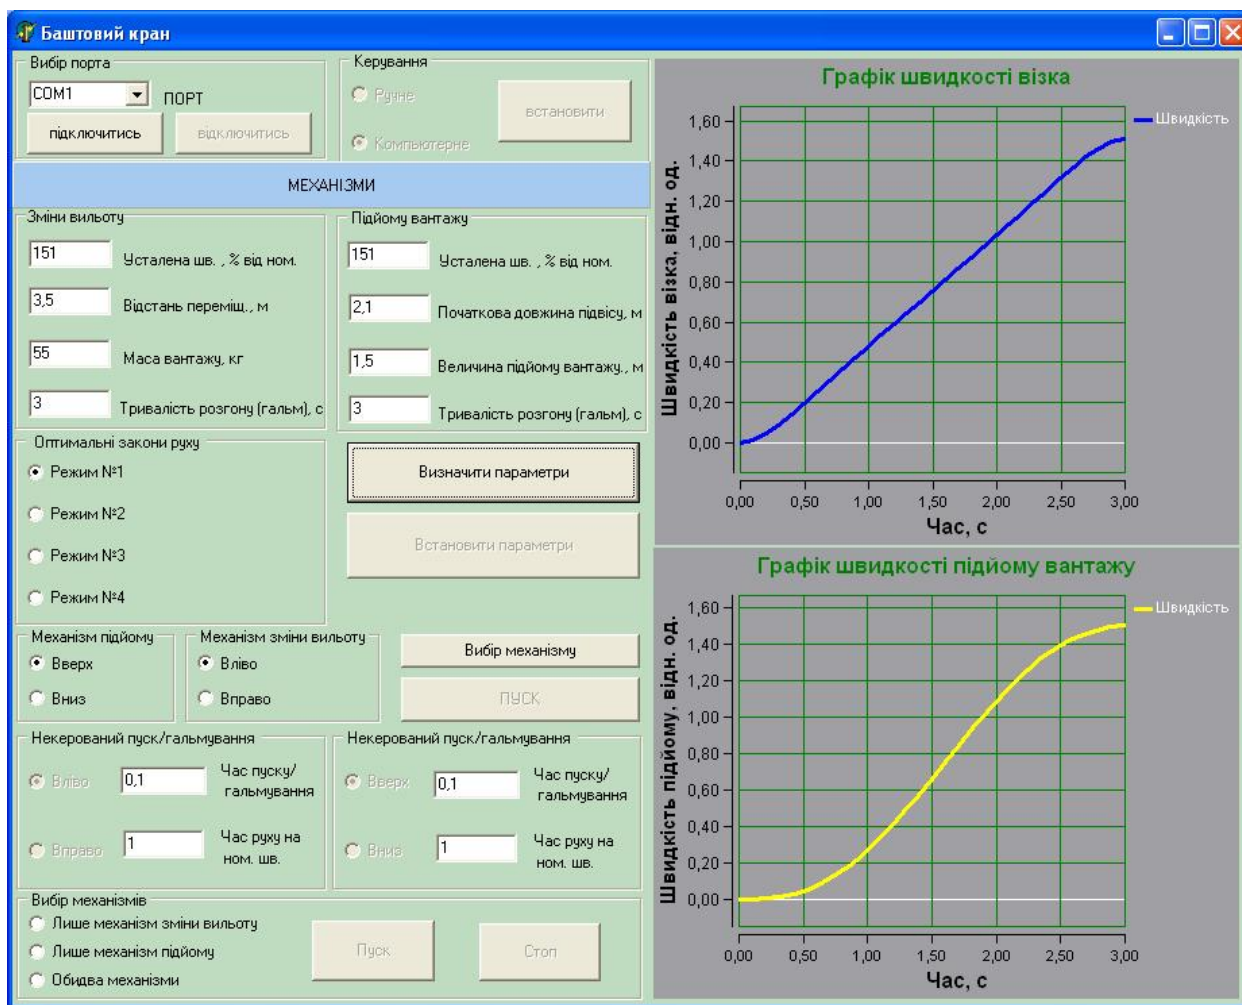 Баштовий кран
Вибір порта
COM1
ПОРТ
підключитись
відключитись
Керування
Ручне
Компьютерне
встановити
МЕХАНІЗМИ
Зміни вильоту
151
Усталена шв. , % від ном.
3,5
Відстань переміщ., м
55
Маса вантажу, кг
3
Тривалість розгону (гальм), с
Підйому вантажу
151
Усталена шв. , % від ном.
2,1
Початкова довжина підвісу, м
1,5
Величина підйому вантажу., м
3
Тривалість розгону (гальм), с
Оптимальні закони руху
Режим №1
Режим №2
Режим №3
Режим №4
Визначити параметри
Встановити параметри
Механізм підйому
Вверх
Вниз
Механізм зміни вильоту
Вліво
Вправо
Вибір механізму
ПУСК
Некерований пуск/гальмування
Вліво
0,1
Час пуску/
гальмування
Вправо
1
Час руху на
ном. шв.
Некерований пуск/гальмування
Вверх
0,1
Час пуску/
гальмування
Вниз
1
Час руху на
ном. шв.
Вибір механізмів
Лише механізм зміни вильоту
Лише механізм підйому
Обидва механізми
Пуск
Стоп
Графік швидкості візка
Швидкість
Швидкість візка, відн. од.
1,60
1,40
1,20
1,00
0,80
0,60
0,40
0,20
0,00
0,00 0,50 1,00 1,50 2,00 2,50 3,00
Час, с
Графік швидкості підйому вантажу
Швидкість
Швидкість підйому, відн. од.
1,60
1,40
1,20
1,00
0,80
0,60
0,40
0,20
0,00
0,00 0,50 1,00 1,50 2,00 2,50 3,00
Час, с